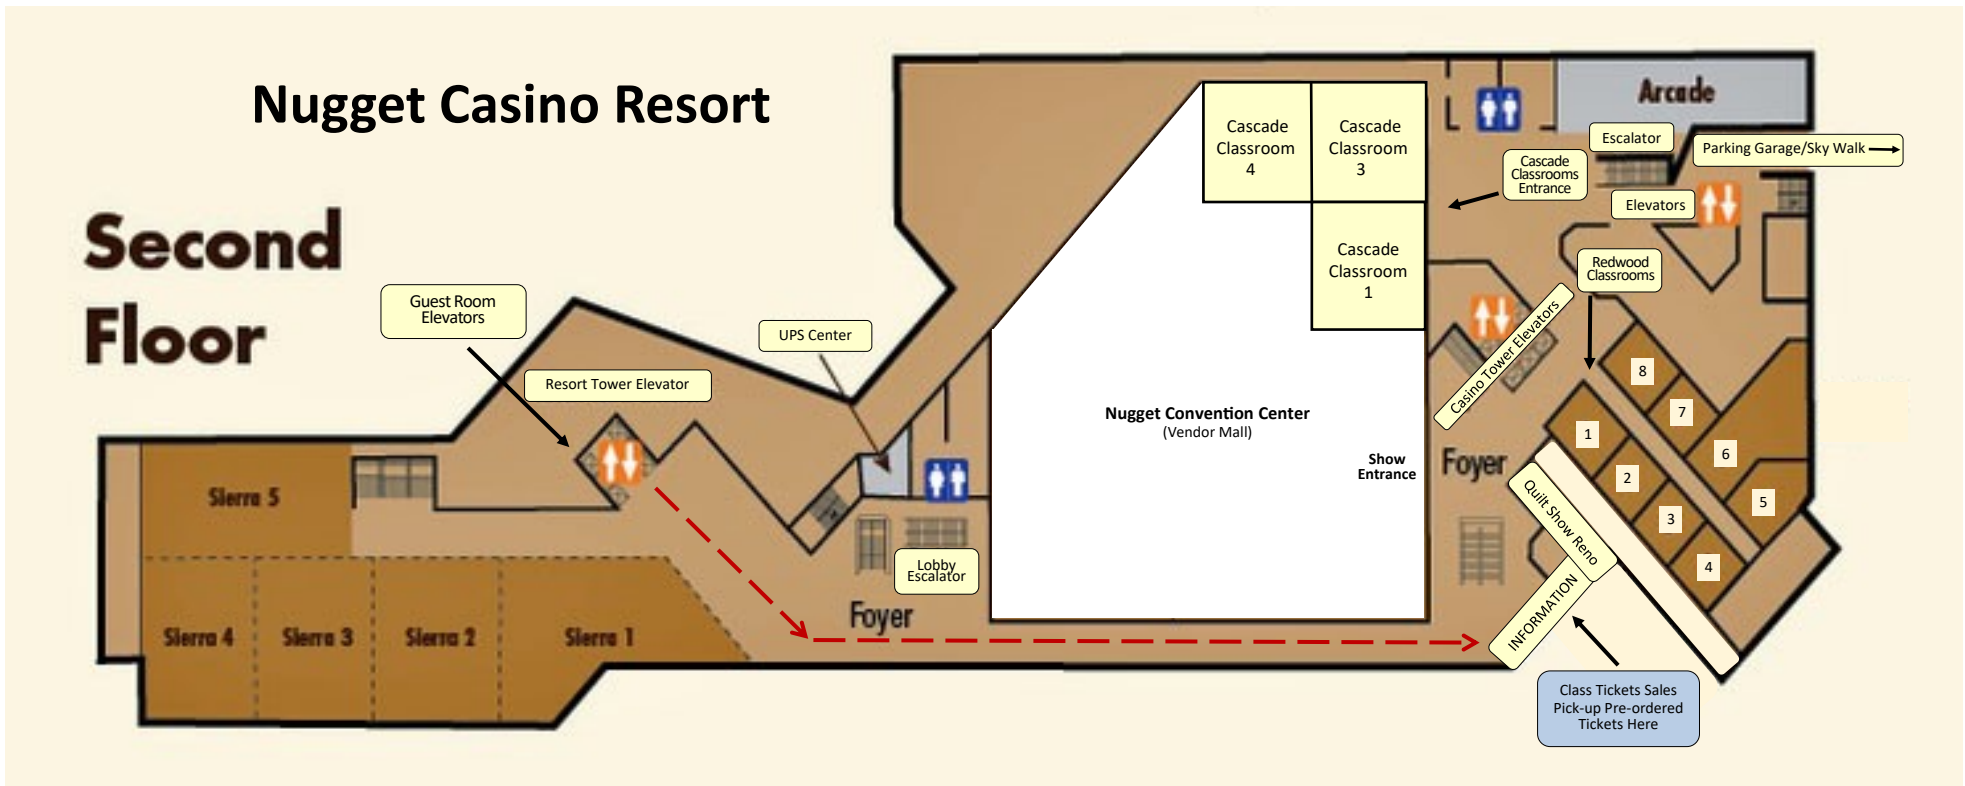 Nugget Casino Resort
Second
Floor
Arcade
Escalator
Parking Garage/Sky Walk
Cascade
Classroom
4
Cascade
Classroom
3
Cascade
Classrooms
Entrance
Elevators
Cascade
Classroom
1
Redwood
Classrooms
Guest Room
Elevators
UPS Center
Resort Tower Elevator
Casino Tower Elevators
Nugget Convention Center
(Vendor Mall)
Show
Entrance
Foyer
8
7
6
5
1
2
3
4
Quilt Show Reno
INFORMATION
Class Tickets Sales
Pick-up Pre-ordered
Tickets Here
Lobby
Escalator
Foyer
Sierra 5
Sierra 4
Sierra 3
Sierra 2
Sierra 1